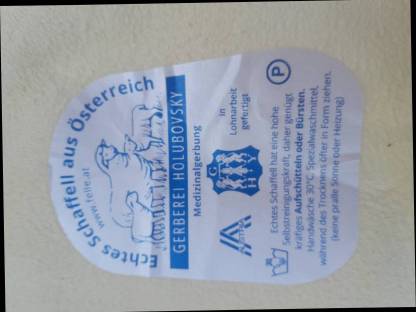 Echtes Schaffell aus Österreich
www.felle.at
GERBEREI HOLUBOVSKY
Medizinalgerbung
in
Lohnarbeit
gefertigt
G
P
Echtes Schaffell hat eine hohe
Selbstreinigungskraft, daher genügt
kräftiges Aufschütteln oder Bürsten.
Handwäsche 30°C Spezialwaschmittel,
während des Trocknens öfter in Form ziehen.
(keine pralle Sonne oder Heizung)